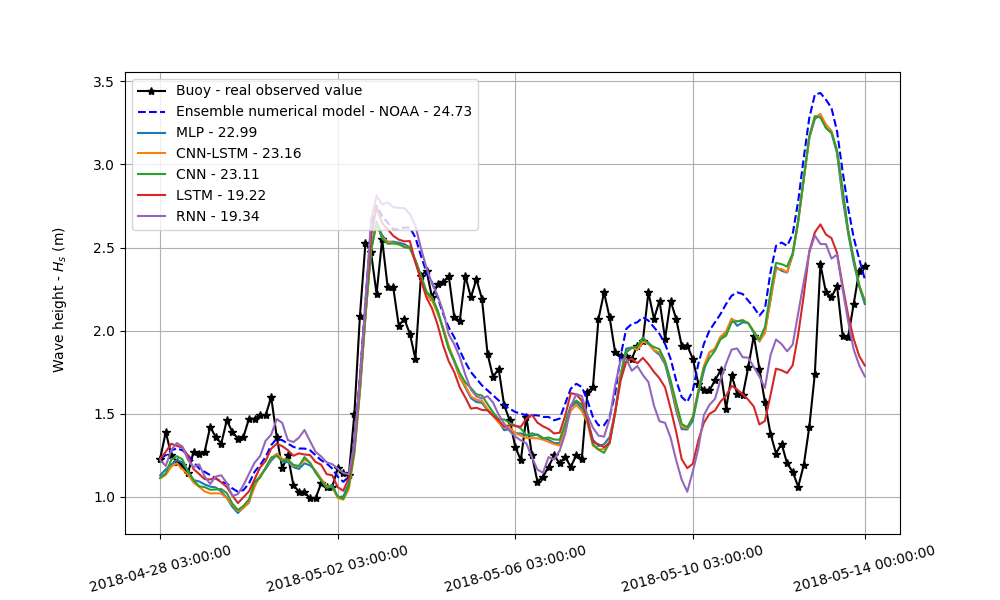 3.5
3.0
2.5
2.0
1.5
1.0
Wave height - Hₛ (m)
Buoy - real observed value
Ensemble numerical model - NOAA - 24.73
MLP - 22.99
CNN-LSTM - 23.16
CNN - 23.11
LSTM - 19.22
RNN - 19.34
2018-04-28 03:00:00
2018-05-02 03:00:00
2018-05-06 03:00:00
2018-05-10 03:00:00
2018-05-14 00:00:00